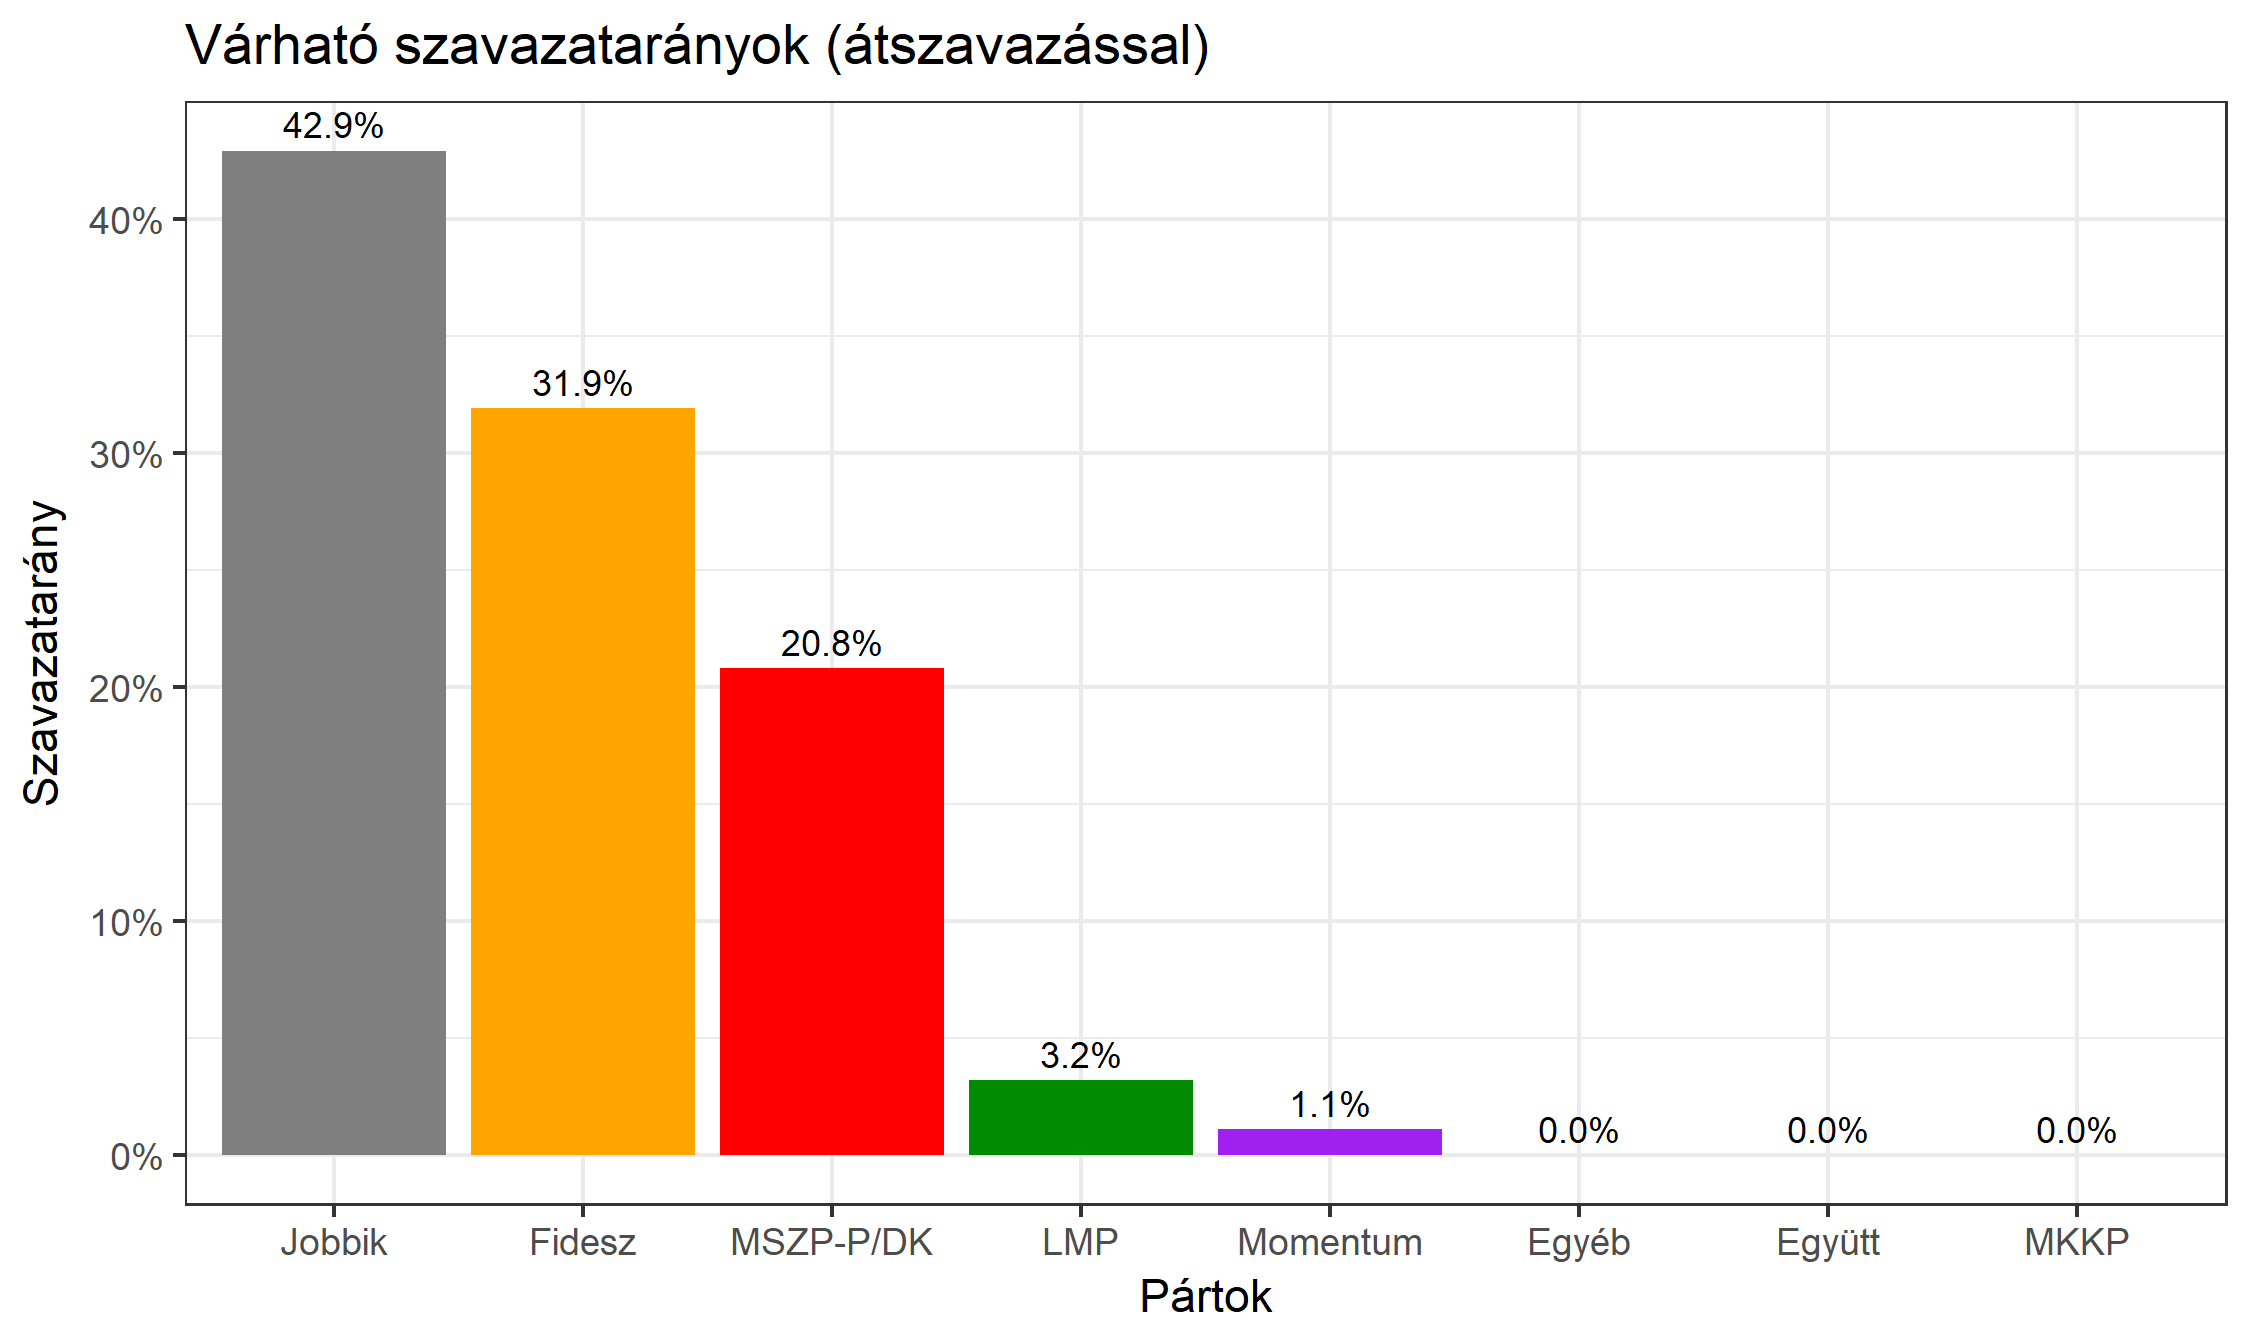 Várható szavazatarányok (átszavazással)
42.9%
31.9%
20.8%
3.2%
1.1%
0.0%
0.0%
0.0%
40%
30%
20%
10%
0%
Szavazatarány
Jobbik
Fidesz
MSZP-P/DK
LMP
Momentum
Egyéb
Együtt
MKKP
Pártok